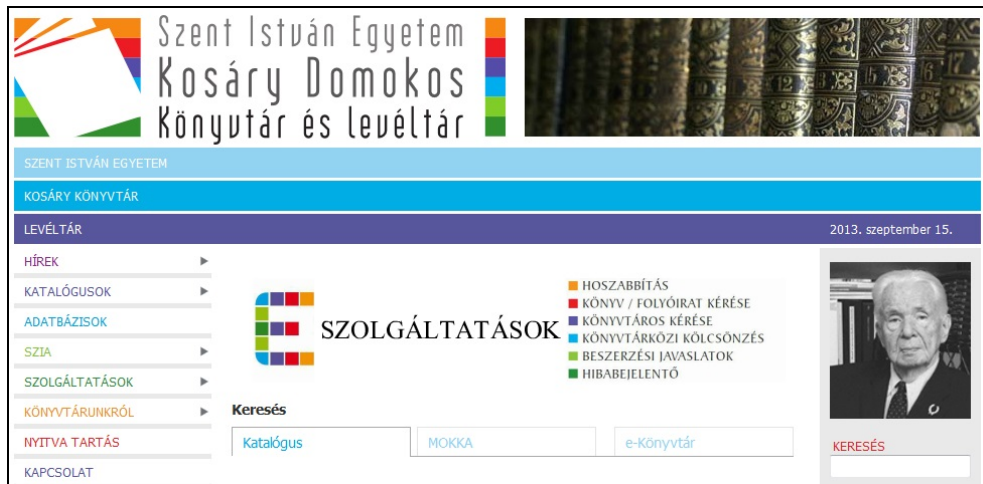 Szent István Egyetem
Kosáry Domokos
Könyvtár és levéltár
SZENT ISTVÁN EGYETEM
KOSÁRY KÖNYVTÁR
LEVÉLTÁR
2013. szeptember 15.
HÍREK
KATALÓGUSOK
ADATBÁZISOK
SZIA
SZOLGÁLTATÁSOK
KÖNYVTÁRUNKRÓL
NYITVA TARTÁS
KAPCSOLAT
E SZOLGÁLTATÁSOK
HOSZABBÍTÁS
KÖNYV / FOLYÓIRAT KÉRÉSE
KÖNYVTÁROS KÉRÉSE
KÖNYVTÁRKÖZI KÖLCSÖNZÉS
BESZERZÉSI JAVASLATOK
HIBABEJELENTŐ
Keresés
Katalógus
MOKKA
e-Könyvtár
KERESÉS